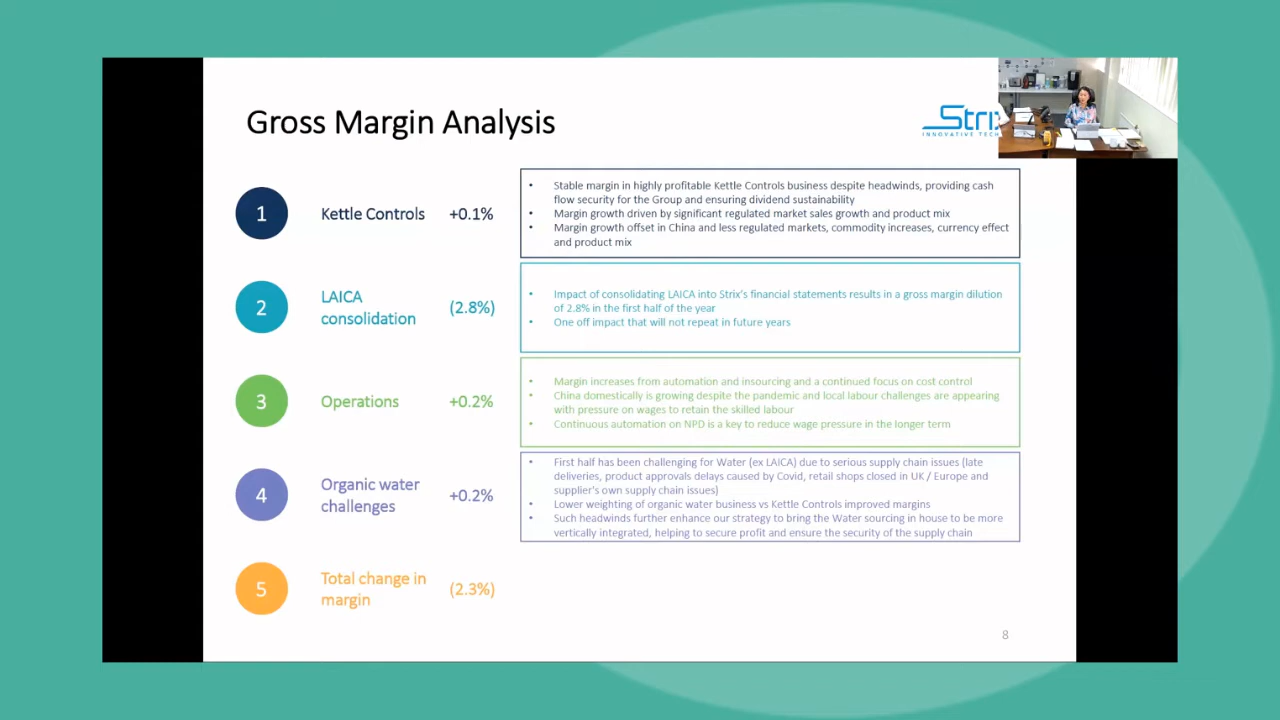 Gross Margin Analysis
Stri
INNOVATIVE TECH
1
Kettle Controls
+0.1%
• Stable margin in highly profitable Kettle Controls business despite headwinds, providing cash
flow security for the Group and ensuring dividend sustainability
• Margin growth driven by significant regulated market sales growth and product mix
• Margin growth offset in China and less regulated markets, commodity increases, currency effect
and product mix
2
LAICA
consolidation
(2.8%)
• Impact of consolidating LAICA into Strix's financial statements results in a gross margin dilution
of 2.8% in the first half of the year
• One off impact that will not repeat in future years
3
Operations
+0.2%
• Margin increases from automation and insourcing and a continued focus on cost control
• China domestically is growing despite the pandemic and local labour challenges are appearing
with pressure on wages to retain the skilled labour
• Continuous automation on NPD is a key to reduce wage pressure in the longer term
4
Organic water
challenges
+0.2%
• First half has been challenging for Water (ex LAICA) due to serious supply chain issues (late
deliveries, product approvals delays caused by Covid, retail shops closed in UK / Europe and
supplier's own supply chain issues)
• Lower weighting of organic water business vs Kettle Controls improved margins
• Such headwinds further enhance our strategy to bring the Water sourcing in house to be more
vertically integrated, helping to secure profit and ensure the security of the supply chain
5
Total change in
margin
(2.3%)
8